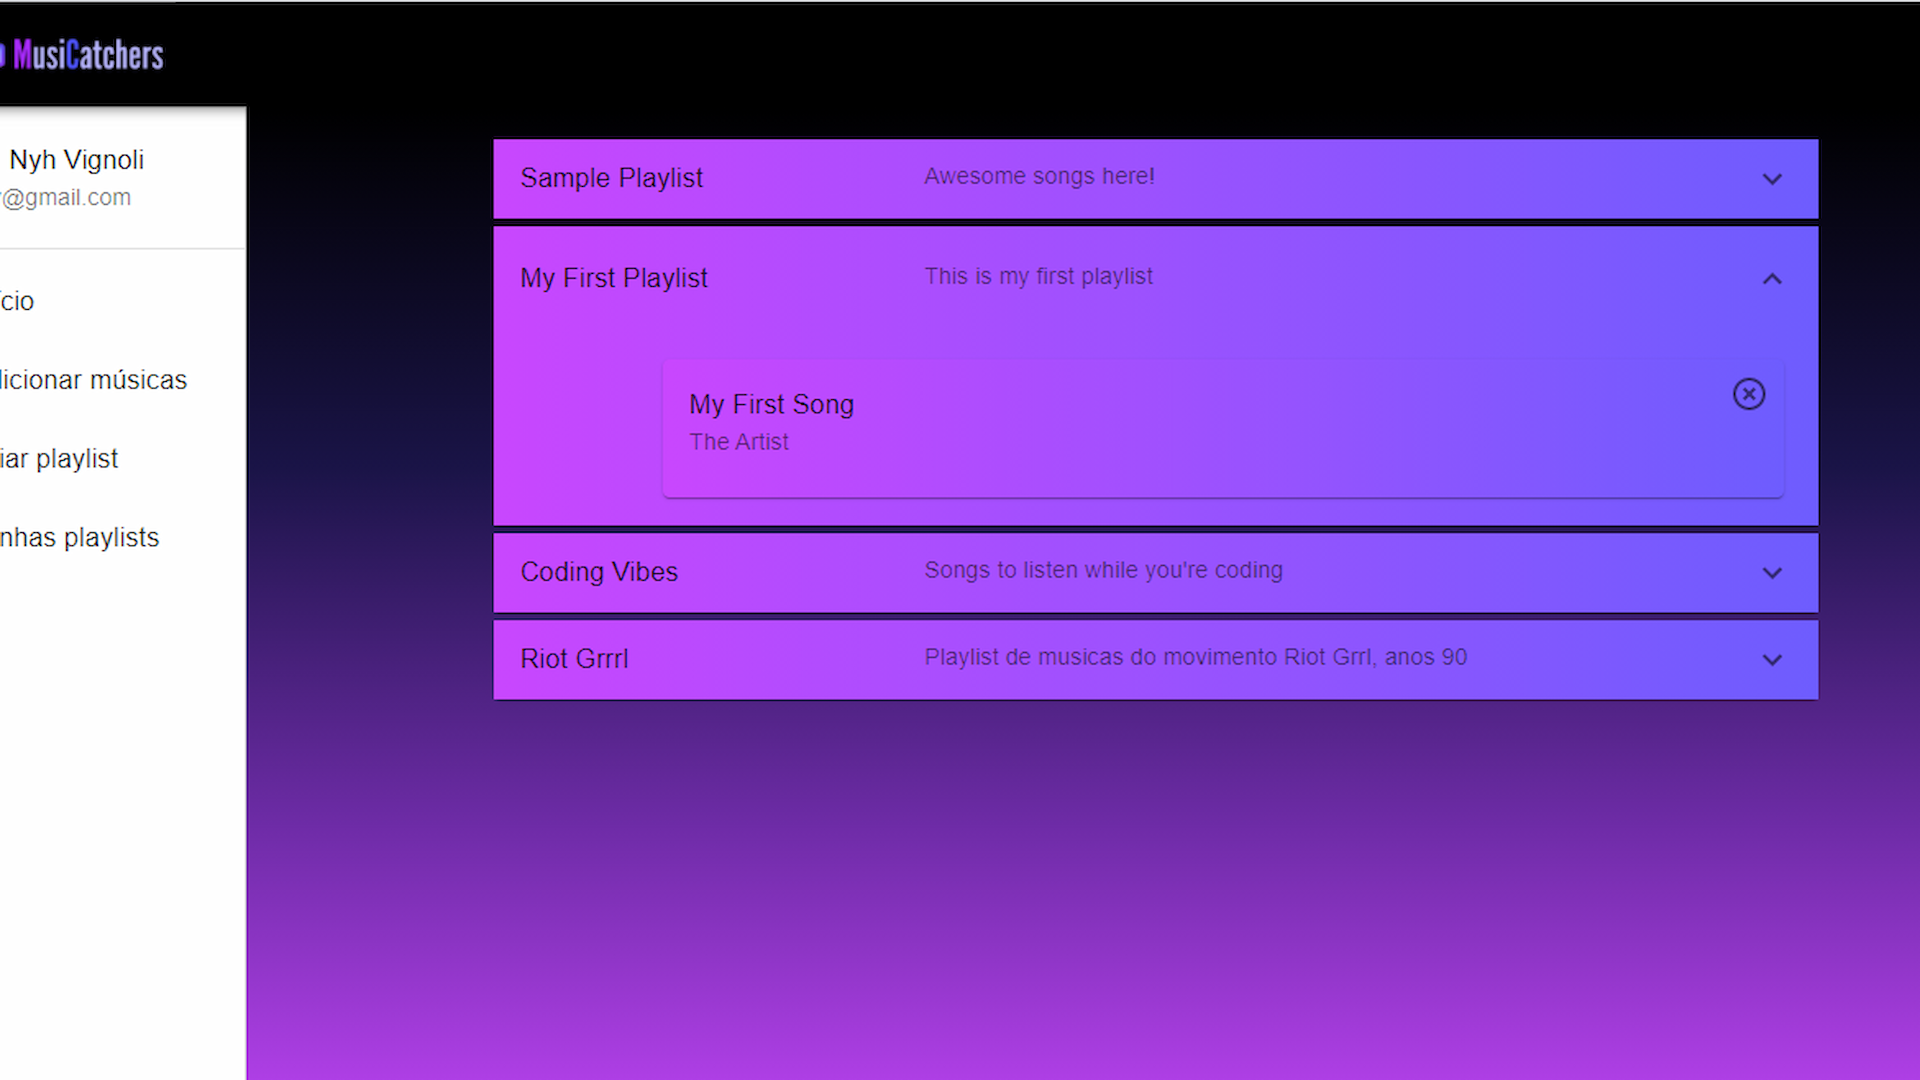 MusiCatchers
Nyh Vignoli
@gmail.com
cio
icionar músicas
iar playlist
nhas playlists
Sample Playlist
Awesome songs here!
My First Playlist
This is my first playlist
My First Song
The Artist
Coding Vibes
Songs to listen while you're coding
Riot Grrrl
Playlist de musicas do movimento Riot Grrl, anos 90